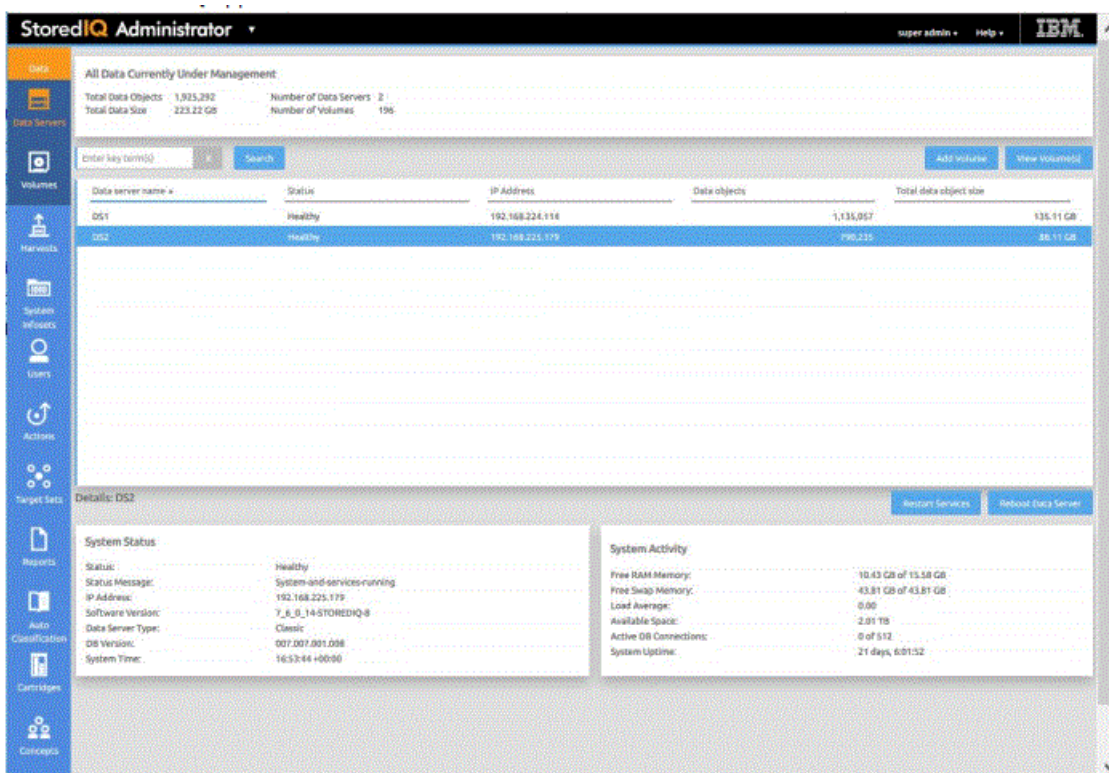 StoredIQ Administrator
super admin
Help
IBM
Data
Data Servers
Volumes
Harvests
System
Infosets
Users
Actions
Target Sets
Reports
Auto
Classification
Cartridges
Concepts
All Data Currently Under Management
Total Data Objects 1,925,292 Number of Data Servers 2
Total Data Size 223.22 GB Number of Volumes 196
Enter key term(s) x Search Add Volume View Volume(s)
Data server name Status IP Address Data objects Total data object size
DS1 Healthy 192.168.224.114 1,135,057 135.11 GB
DS2 Healthy 192.168.225.179 790,235 88.11 GB
Details: DS2 Restart Services Reboot Data Server
System Status
Status: Healthy
Status Message: System-and-services-running
IP Address: 192.168.225.179
Software Version: 7_6_0_14-STOREDIQ-8
Data Server Type: Classic
DB Version: 007.007.001.008
System Time: 16:53:44 +00:00
System Activity
Free RAM Memory: 10.43 GB of 15.58 GB
Free Swap Memory: 43.81 GB of 43.81 GB
Load Average: 0.00
Available Space: 2.01 TB
Active DB Connections: 0 of 512
System Uptime: 21 days, 6:01:52